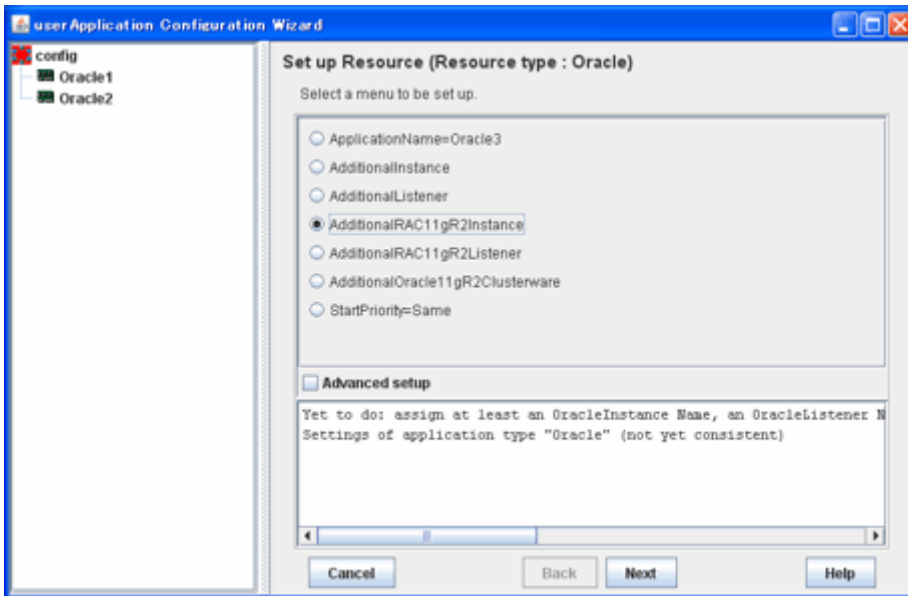 userApplication Configuration Wizard
config
Oracle1
Oracle2
Set up Resource (Resource type : Oracle)
Select a menu to be set up.
ApplicationName=Oracle3
AdditionalInstance
AdditionalListener
AdditionalRAC11gR2Instance
AdditionalRAC11gR2Listener
AdditionalOracle11gR2Clusterware
StartPriority=Same
Advanced setup
Yet to do: assign at least an OracleInstance Name, an OracleListener N
Settings of application type "Oracle" (not yet consistent)
Cancel
Back
Next
Help